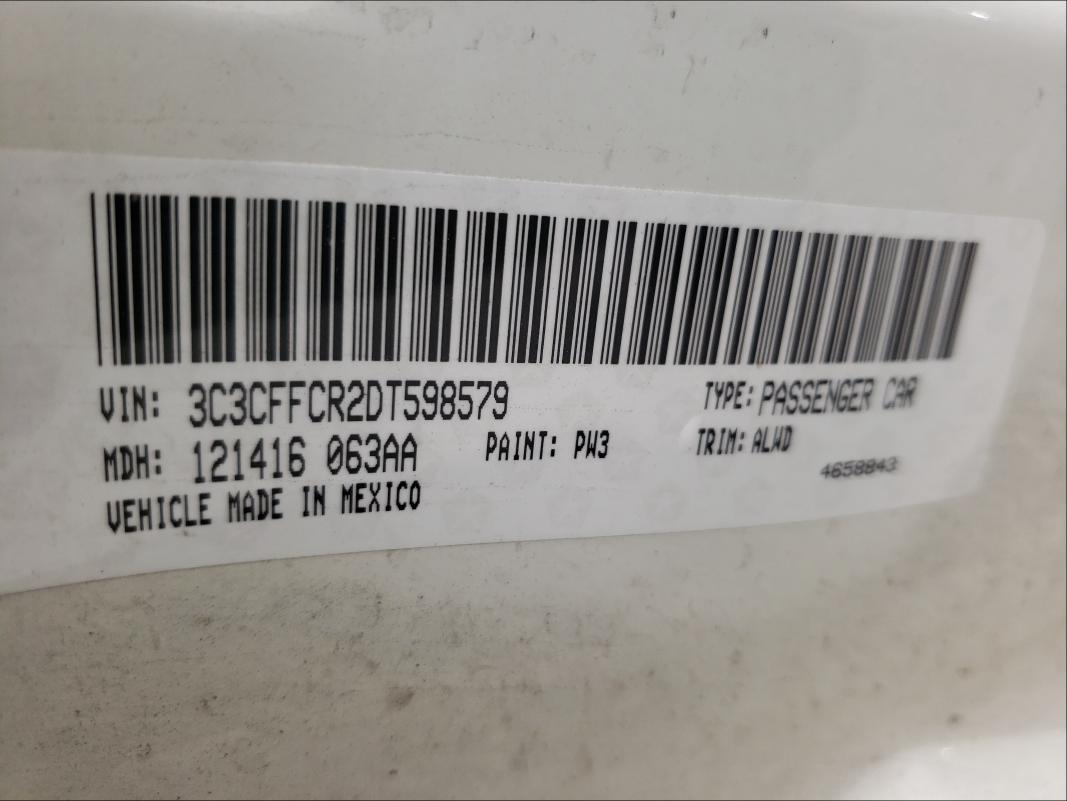 VIN: 3C3CFFCR2DT598579 TYPE: PASSENGER CAR
MDH: 121416 063AA PAINT: PW3 TRIM: ALWD
VEHICLE MADE IN MEXICO 4658843